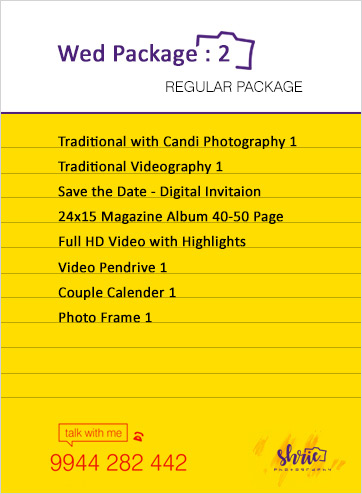 Wed Package : 2
REGULAR PACKAGE
Traditional with Candi Photography 1
Traditional Videography 1
Save the Date - Digital Invitaion
24x15 Magazine Album 40-50 Page
Full HD Video with Highlights
Video Pendrive 1
Couple Calender 1
Photo Frame 1
talk with me
9944 282 442
Shrie
PHOTOGRAPHY